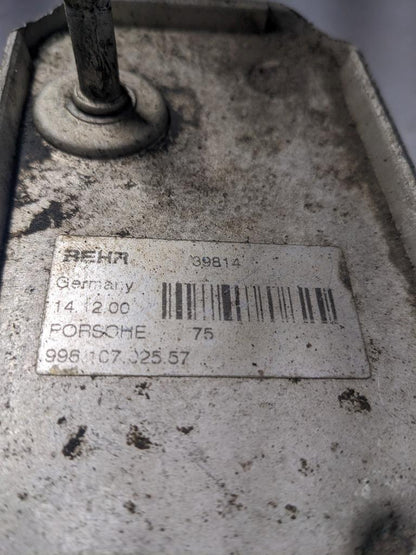 BEHR 39814
Germany
14.12.00
PORSCHE 75
996.107.025.57